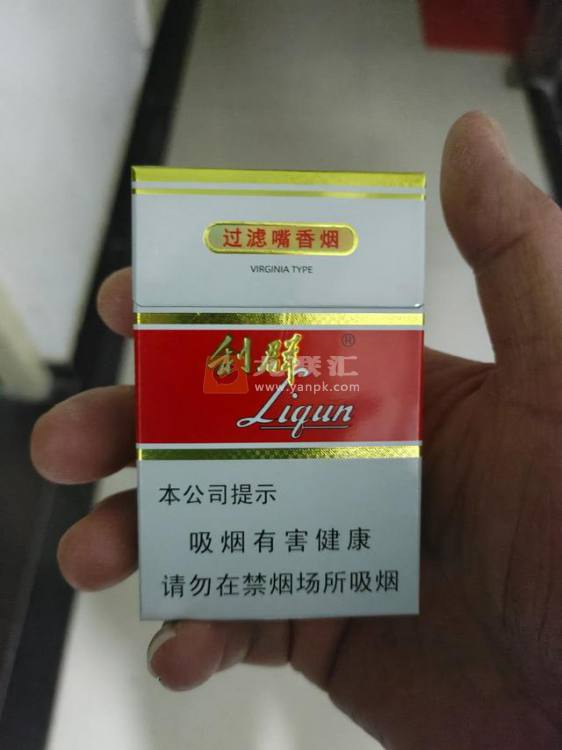 过滤嘴香烟
VIRGINIA TYPE
利群®
Liqun
www.yanpk.com
本公司提示
吸烟有害健康
请勿在禁烟场所吸烟